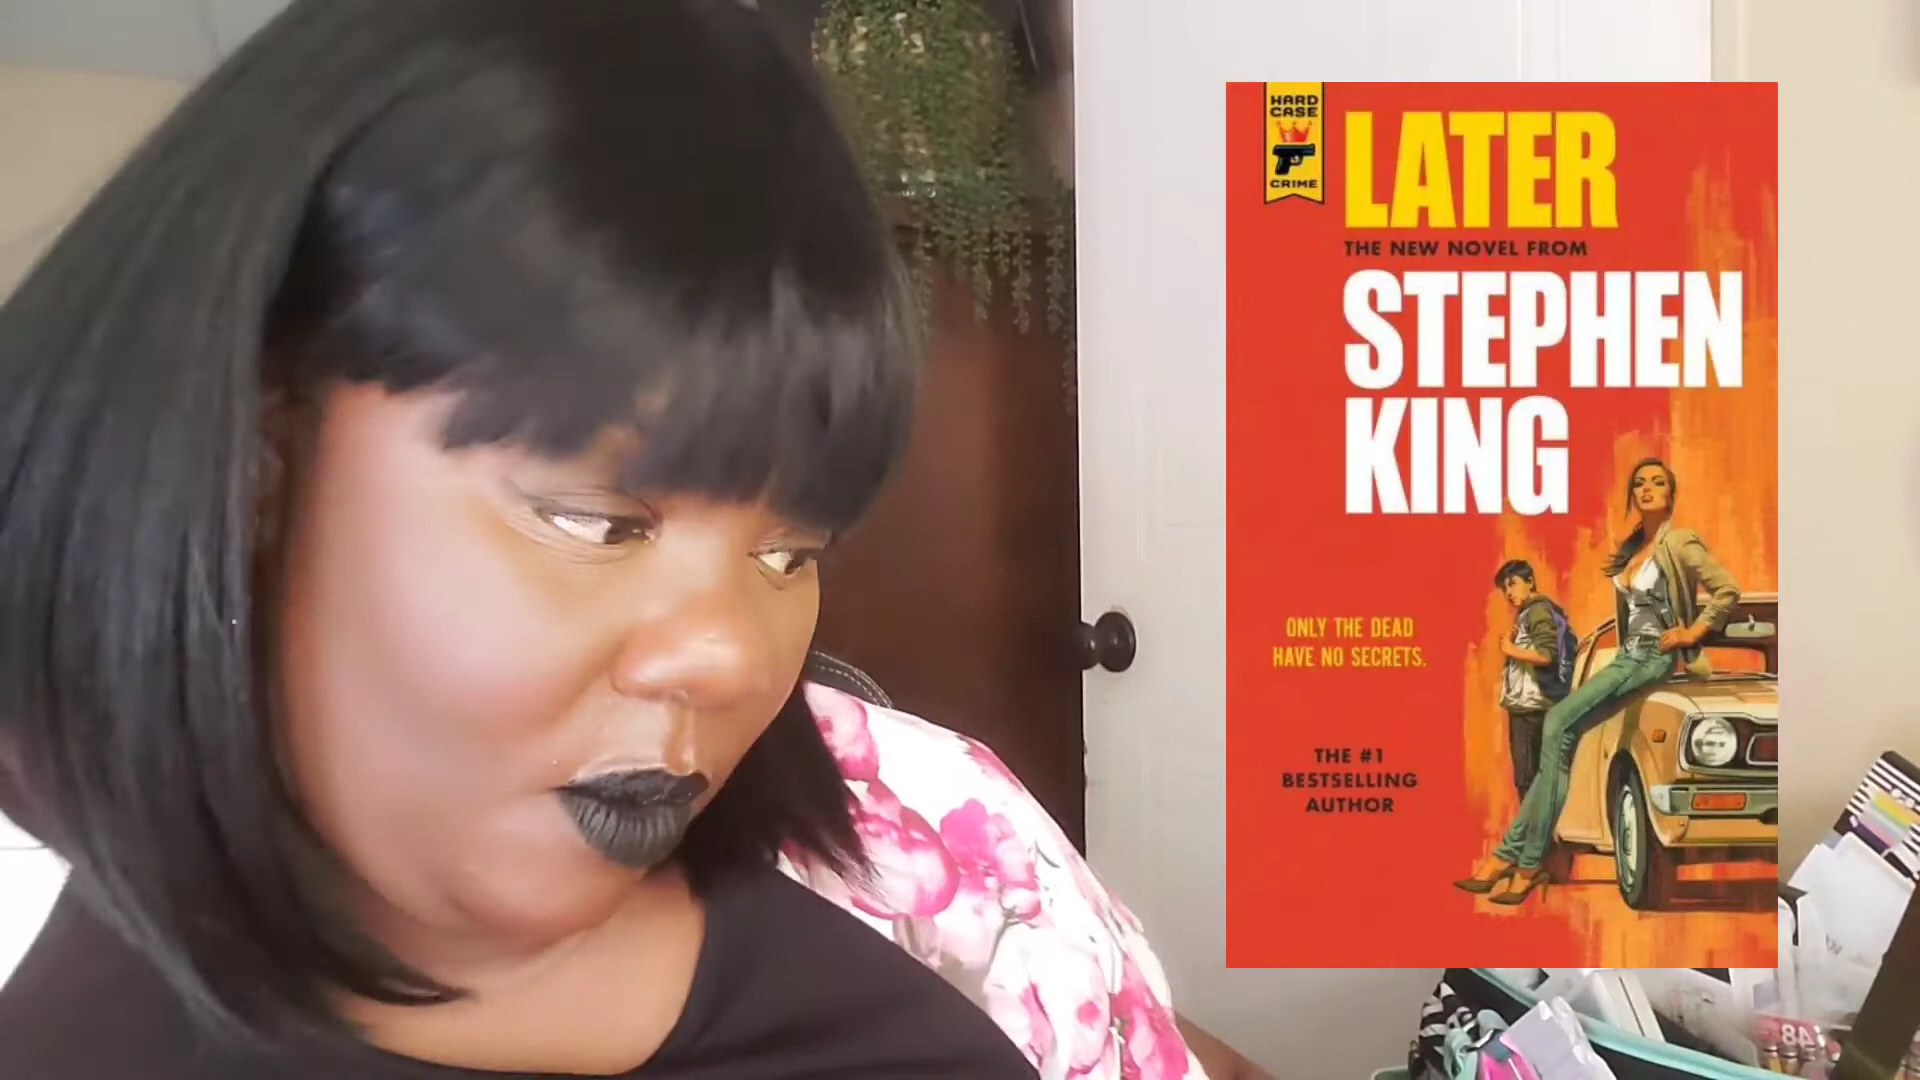 HARD
CASE
CRIME
LATER
THE NEW NOVEL FROM
STEPHEN
KING
ONLY THE DEAD
HAVE NO SECRETS.
THE #1
BESTSELLING
AUTHOR
48